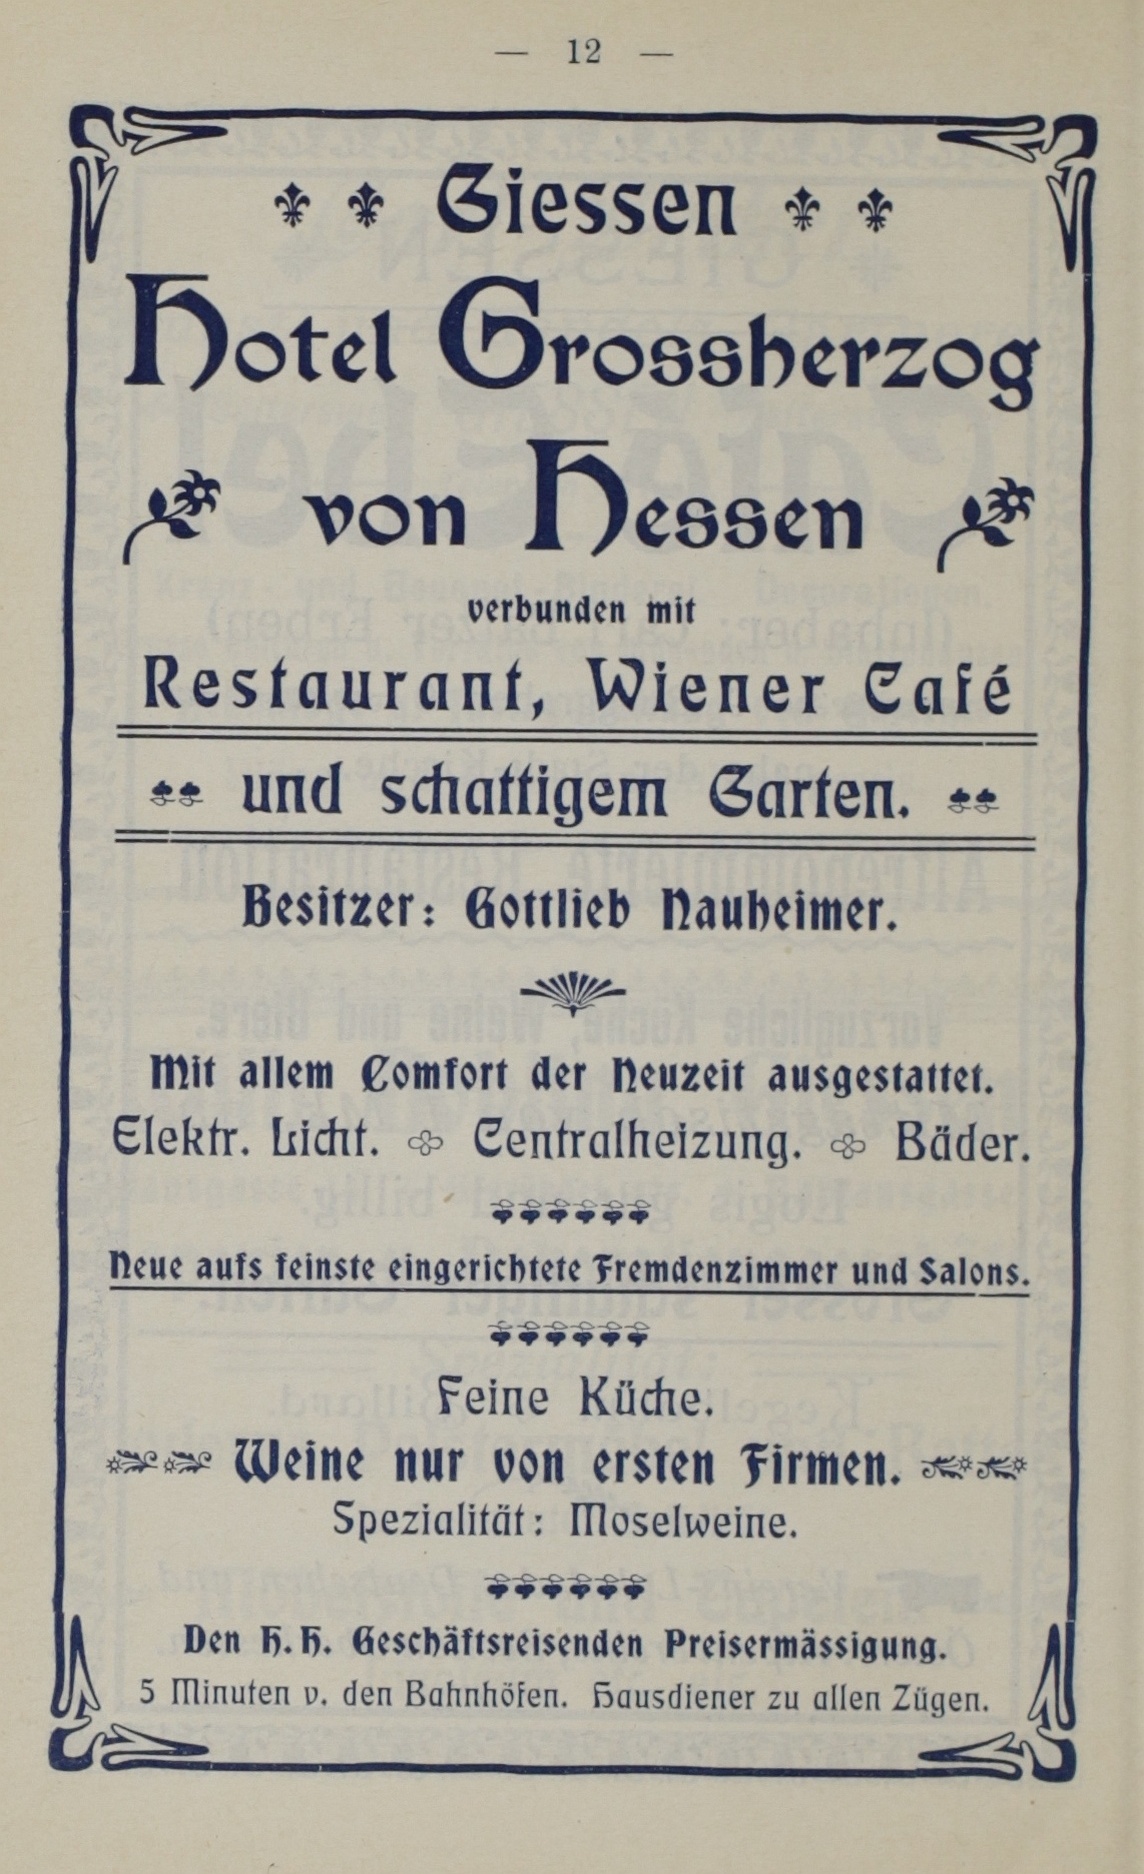 — 12 —
Giessen
Hotel Grossherzog
von Hessen
verbunden mit
Restaurant, Wiener Café
und schattigem Garten.
Besitzer: Gottlieb Nauheimer.
Mit allem Comfort der Neuzeit ausgestattet.
Elektr. Licht. Centralheizung. Bäder.
Neue aufs feinste eingerichtete Fremdenzimmer und Salons.
Feine Küche.
Weine nur von ersten Firmen.
Spezialität: Moselweine.
Den H. H. Geschäftsreisenden Preisermässigung.
5 Minuten v. den Bahnhöfen. Hausdiener zu allen Zügen.